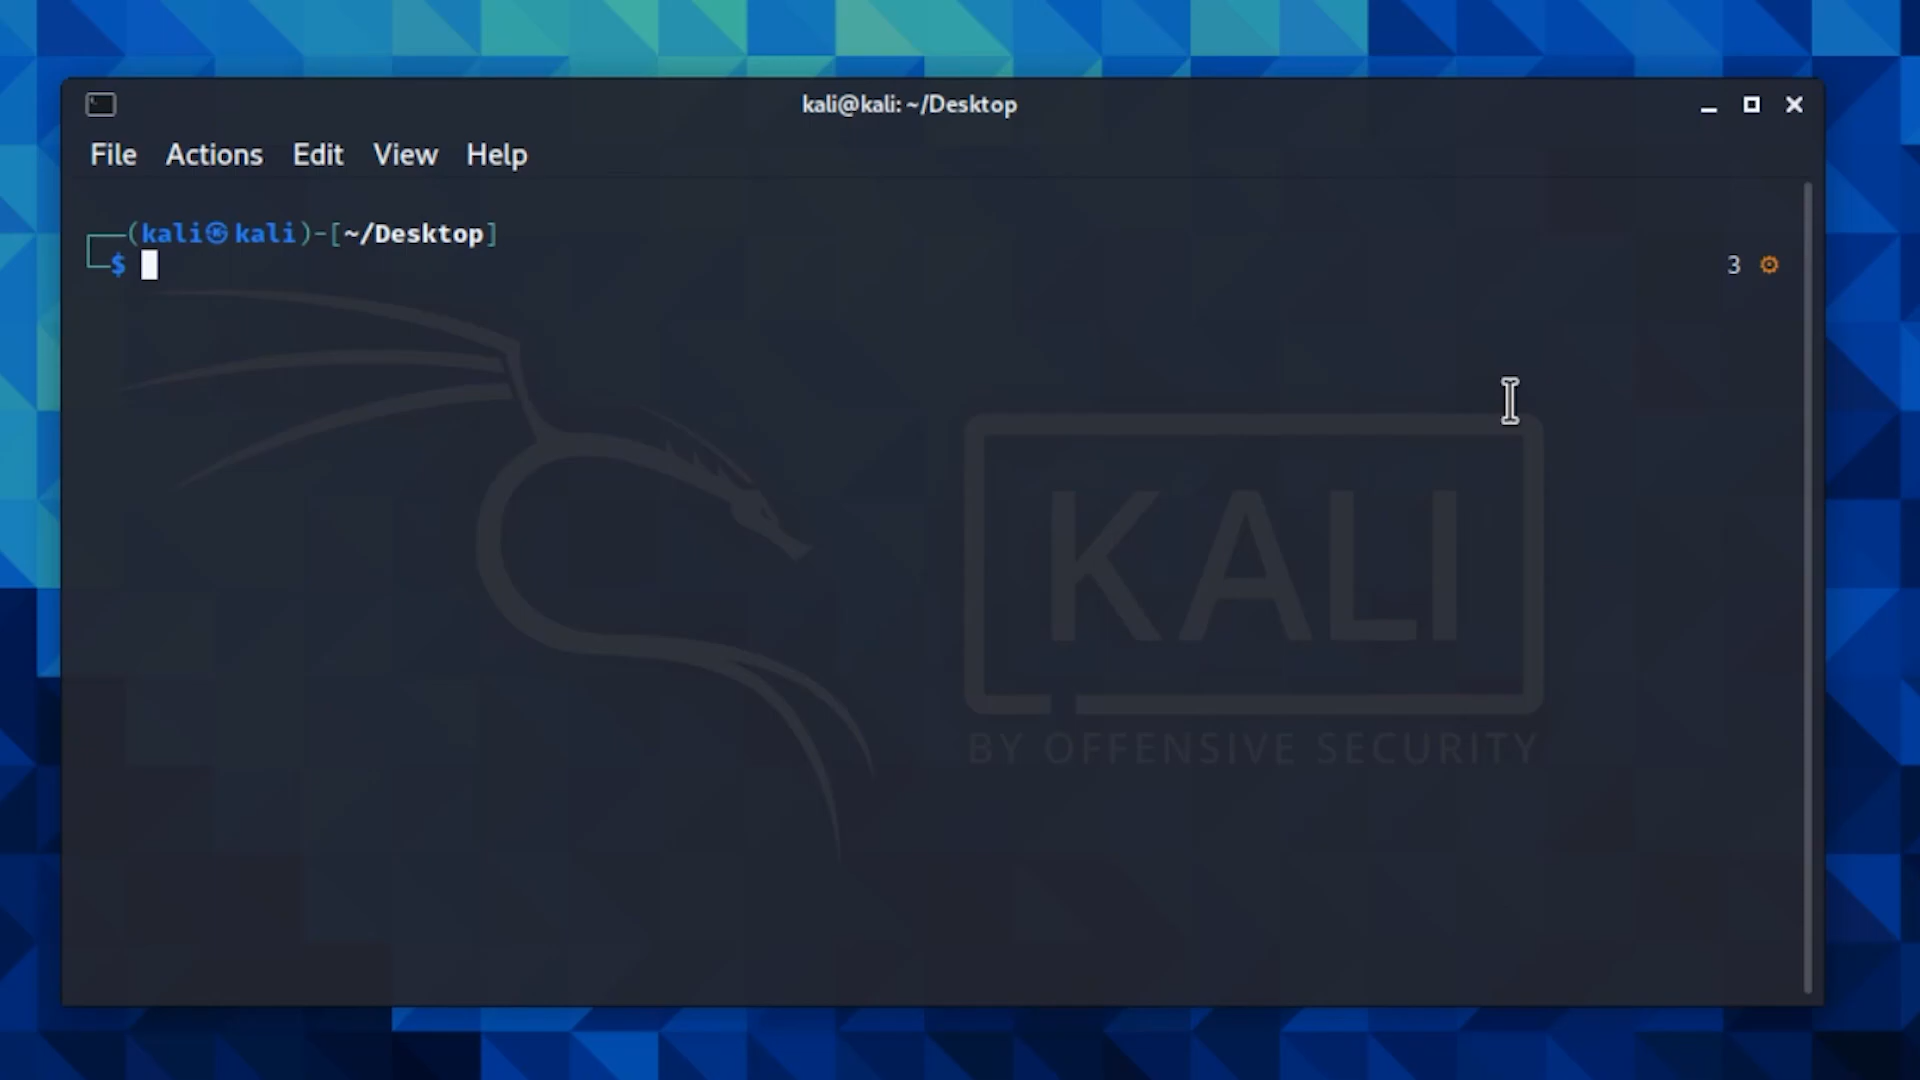 kali@kali: ~/Desktop
File Actions Edit View Help
(kali㉿kali)-[~/Desktop]
$ 3 ⚙
KALI
BY OFFENSIVE SECURITY